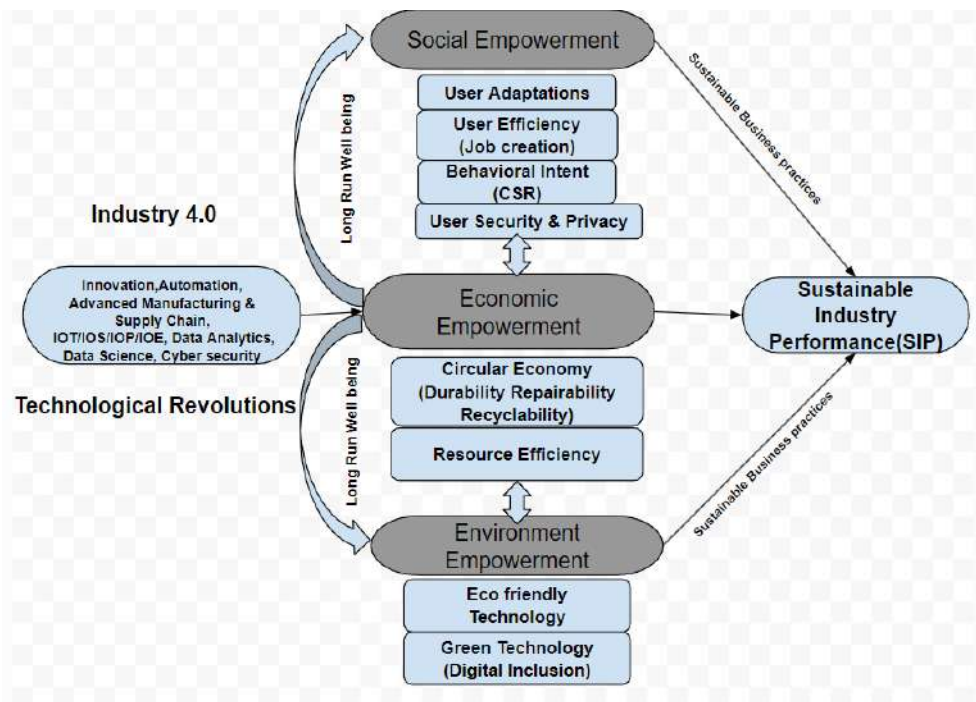 Social Empowerment
User Adaptations
User Efficiency
(Job creation)
Behavioral Intent
(CSR)
User Security & Privacy
Long Run Well being
Sustainable Business practices
Industry 4.0
Innovation,Automation,
Advanced Manufacturing &
Supply Chain,
IOT/IOS/IOP/IOE, Data Analytics,
Data Science, Cyber security
Technological Revolutions
Economic
Empowerment
Sustainable
Industry
Performance(SIP)
Circular Economy
(Durability Repairability
Recyclability)
Resource Efficiency
Long Run Well being
Sustainable Business practices
Environment
Empowerment
Eco friendly
Technology
Green Technology
(Digital Inclusion)